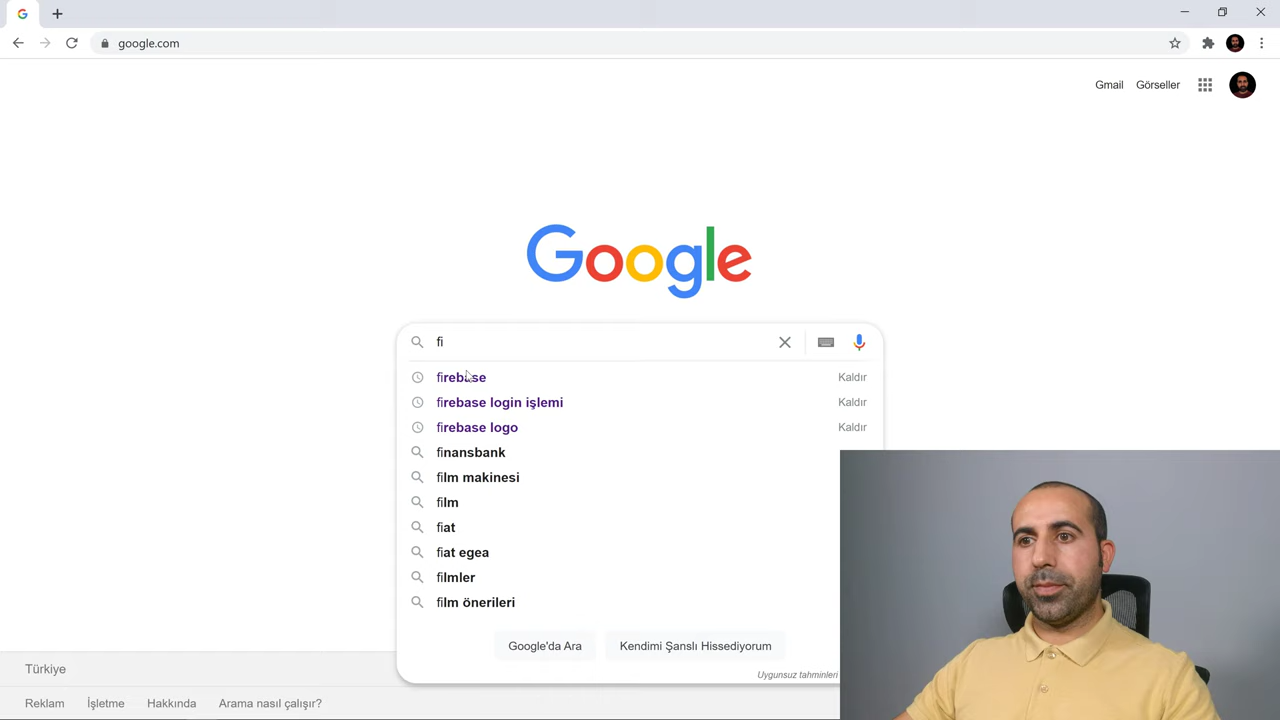 google.com
Gmail Görseller
Google
fi
firebase Kaldır
firebase login işlemi Kaldır
firebase logo Kaldır
finansbank
film makinesi
film
fiat
fiat egea
filmler
film önerileri
Google'da Ara Kendimi Şanslı Hissediyorum
Uygunsuz tahminleri
Türkiye
Reklam İşletme Hakkında Arama nasıl çalışır?